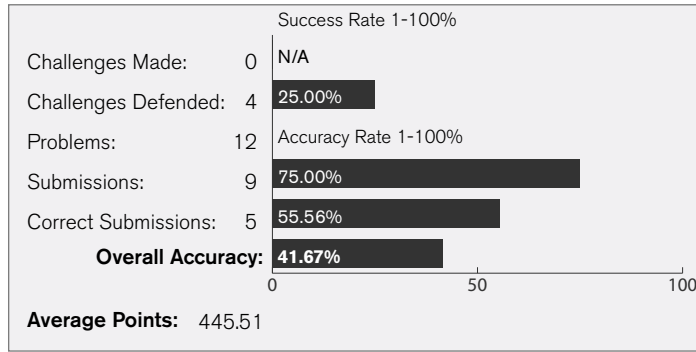 Success Rate 1-100%
Challenges Made: 0 N/A
Challenges Defended: 4 25.00%
Problems: 12 Accuracy Rate 1-100%
Submissions: 9 75.00%
Correct Submissions: 5 55.56%
Overall Accuracy: 41.67%
0 50 100
Average Points: 445.51